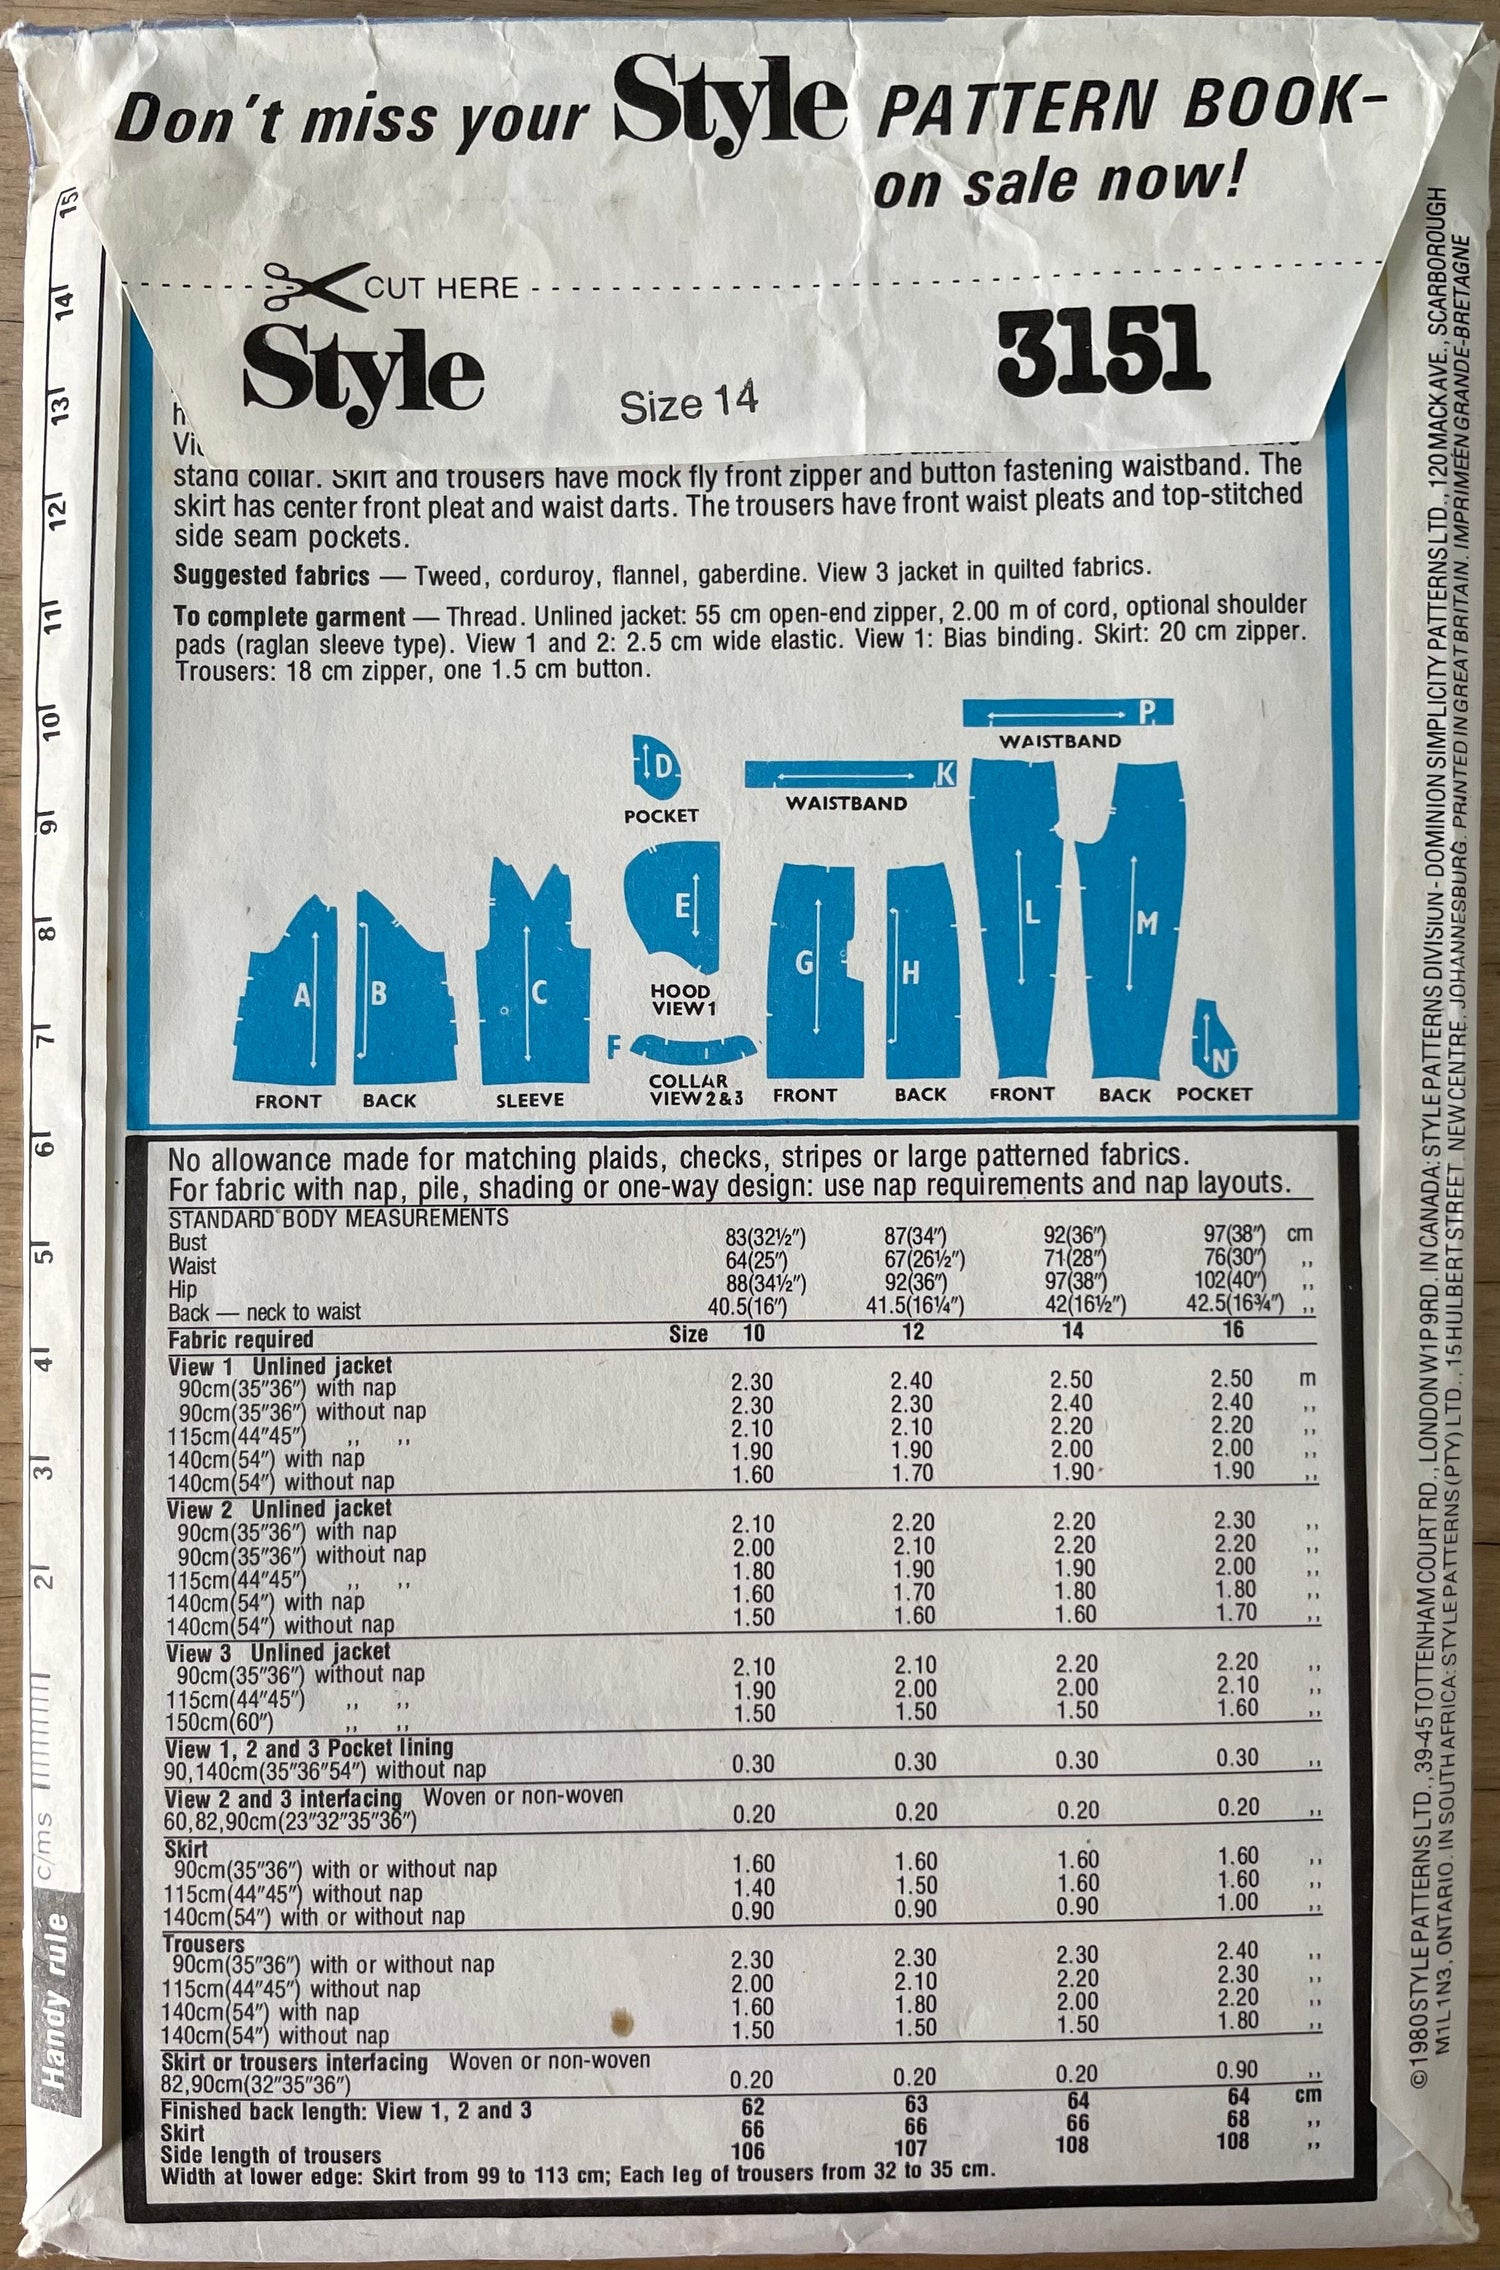 Don't miss your Style PATTERN BOOK-
on sale now!
CUT HERE
Style
Size 14
3151
stand collar. Skirt and trousers have mock fly front zipper and button fastening waistband. The
skirt has center front pleat and waist darts. The trousers have front waist pleats and top-stitched
side seam pockets.
Suggested fabrics — Tweed, corduroy, flannel, gaberdine. View 3 jacket in quilted fabrics.
To complete garment — Thread. Unlined jacket: 55 cm open-end zipper, 2.00 m of cord, optional shoulder
pads (raglan sleeve type). View 1 and 2: 2.5 cm wide elastic. View 1: Bias binding. Skirt: 20 cm zipper.
Trousers: 18 cm zipper, one 1.5 cm button.
P
WAISTBAND
D
POCKET
K
WAISTBAND
A
FRONT
B
BACK
C
SLEEVE
E
HOOD
VIEW 1
F
COLLAR
VIEW 2&3
G
FRONT
H
BACK
L
FRONT
M
BACK
N
POCKET
No allowance made for matching plaids, checks, stripes or large patterned fabrics.
For fabric with nap, pile, shading or one-way design: use nap requirements and nap layouts.
STANDARD BODY MEASUREMENTS
Bust 83(32½") 87(34") 92(36") 97(38") cm
Waist 64(25") 67(26½") 71(28") 76(30") ,,
Hip 88(34½") 92(36") 97(38") 102(40") ,,
Back — neck to waist 40.5(16") 41.5(16¼") 42(16½") 42.5(16¾") ,,
Fabric required Size 10 12 14 16
View 1 Unlined jacket
90cm(35"36") with nap 2.30 2.40 2.50 2.50 m
90cm(35"36") without nap 2.30 2.30 2.40 2.40 ,,
115cm(44"45") ,, ,, 2.10 2.10 2.20 2.20 ,,
140cm(54") with nap 1.90 1.90 2.00 2.00 ,,
140cm(54") without nap 1.60 1.70 1.90 1.90 ,,
View 2 Unlined jacket
90cm(35"36") with nap 2.10 2.20 2.20 2.30 ,,
90cm(35"36") without nap 2.00 2.10 2.20 2.20 ,,
115cm(44"45") ,, ,, 1.80 1.90 1.90 2.00 ,,
140cm(54") with nap 1.60 1.70 1.80 1.80 ,,
140cm(54") without nap 1.50 1.60 1.60 1.70 ,,
View 3 Unlined jacket
90cm(35"36") without nap 2.10 2.10 2.20 2.20 ,,
115cm(44"45") ,, ,, 1.90 2.00 2.00 2.10 ,,
150cm(60") ,, ,, 1.50 1.50 1.50 1.60 ,,
View 1, 2 and 3 Pocket lining
90,140cm(35"36"54") without nap 0.30 0.30 0.30 0.30 ,,
View 2 and 3 interfacing Woven or non-woven
60,82,90cm(23"32"35"36") 0.20 0.20 0.20 0.20 ,,
Skirt
90cm(35"36") with or without nap 1.60 1.60 1.60 1.60 ,,
115cm(44"45") without nap 1.40 1.50 1.60 1.60 ,,
140cm(54") with or without nap 0.90 0.90 0.90 1.00 ,,
Trousers
90cm(35"36") with or without nap 2.30 2.30 2.30 2.40 ,,
115cm(44"45") without nap 2.00 2.10 2.20 2.30 ,,
140cm(54") with nap 1.60 1.80 2.00 2.20 ,,
140cm(54") without nap 1.50 1.50 1.50 1.80 ,,
Skirt or trousers interfacing Woven or non-woven
82,90cm(32"35"36") 0.20 0.20 0.20 0.90 ,,
Finished back length: View 1, 2 and 3 62 63 64 64 cm
Skirt 66 66 66 68 ,,
Side length of trousers 106 107 108 108 ,,
Width at lower edge: Skirt from 99 to 113 cm; Each leg of trousers from 32 to 35 cm.
Handy rule c/ms 2 3 4 5 6 7 8 9 10 11 12 13 14 15
© 1980 STYLE PATTERNS LTD., 39-45 TOTTENHAM COURT RD., LONDON W1P 9RD. IN CANADA: STYLE PATTERNS DIVISIUN - DOMINION SIMPLICITY PATTERNS LTD., 120 MACK AVE., SCARBOROUGH
M1L 1N3, ONTARIO. IN SOUTH AFRICA: STYLE PATTERNS (PTY) LTD., 15 HULBERT STREET, NEW CENTRE, JOHANNESBURG. PRINTED IN GREAT BRITAIN. IMPRIMÉ EN GRANDE-BRETAGNE